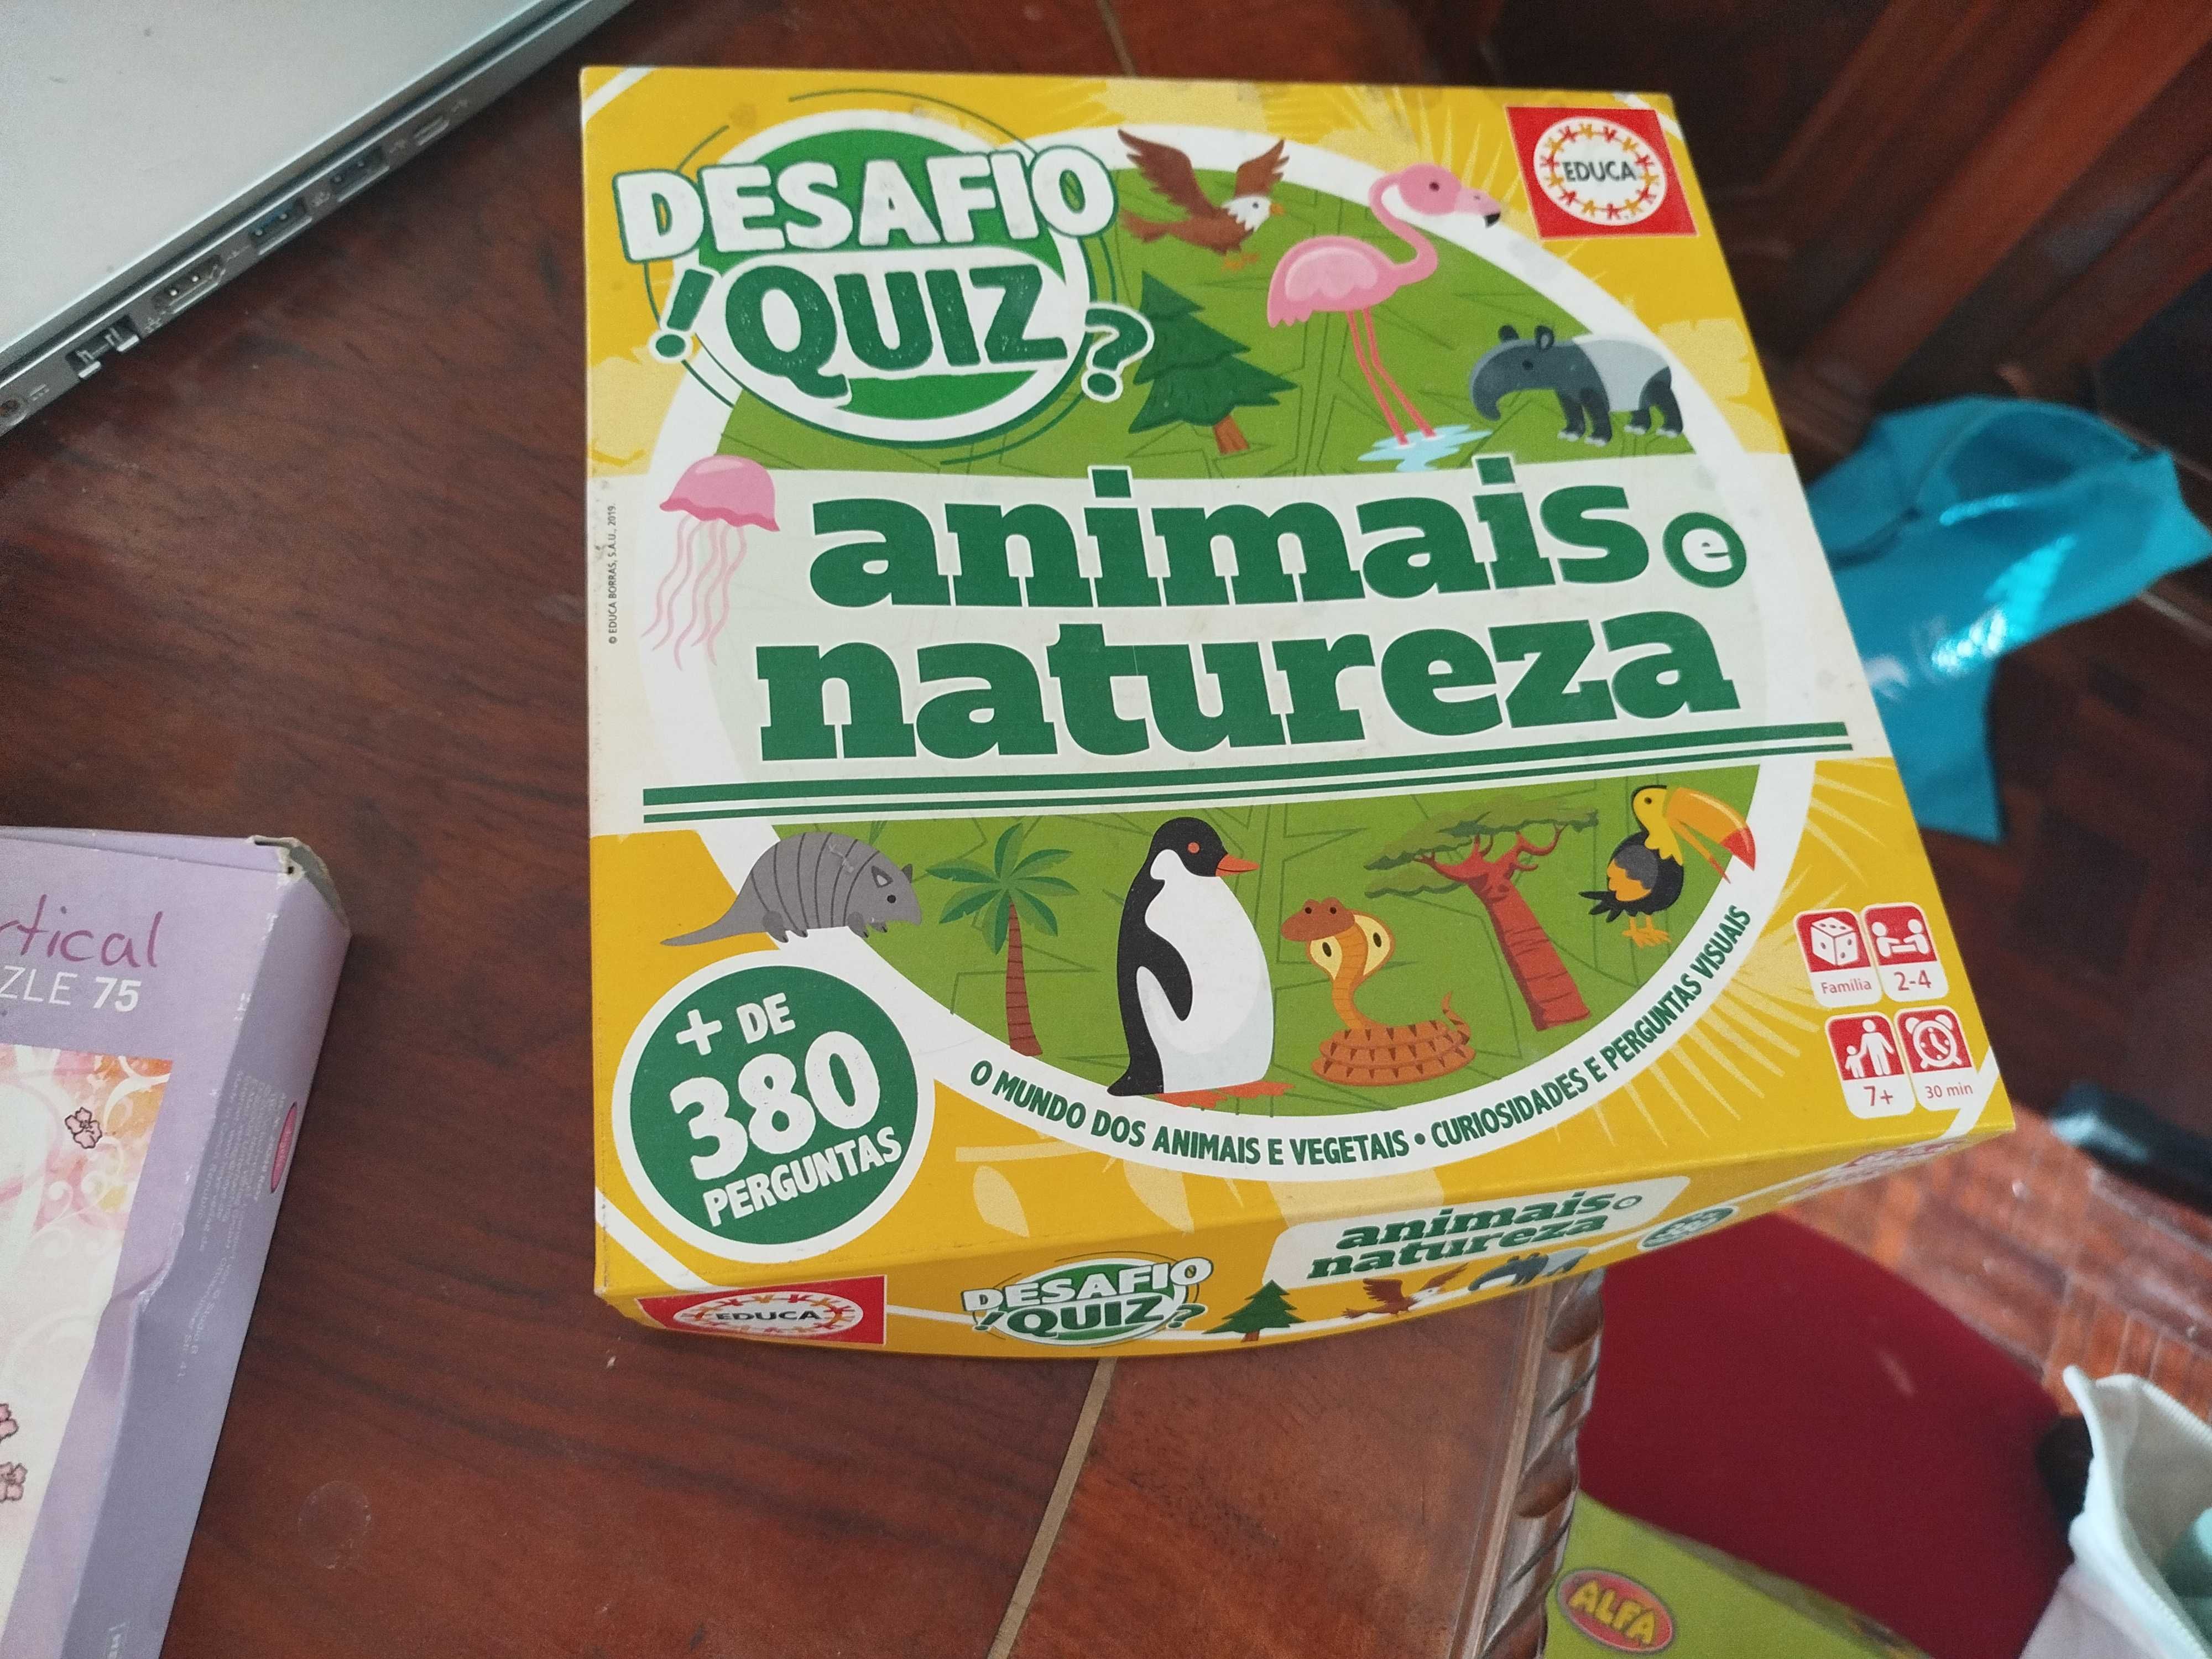 DESAFIO
!QUIZ?
EDUCA
animais e
natureza
© EDUCA BORRAS, S.A.U., 2019.
+ DE
380
PERGUNTAS
O MUNDO DOS ANIMAIS E VEGETAIS • CURIOSIDADES E PERGUNTAS VISUAIS
Familia
2-4
7+
30 min
EDUCA
DESAFIO
!QUIZ?
animais e
natureza
rtical
ZLE 75
ALFA